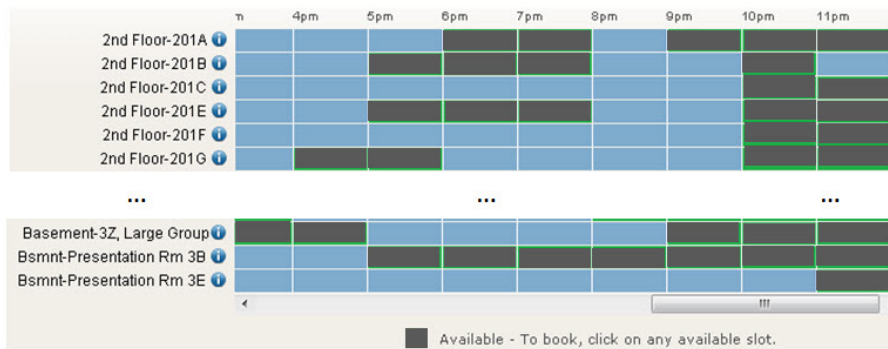 4pm 5pm 6pm 7pm 8pm 9pm 10pm 11pm
2nd Floor-201A
2nd Floor-201B
2nd Floor-201C
2nd Floor-201E
2nd Floor-201F
2nd Floor-201G
... ... ...
Basement-3Z, Large Group
Bsmnt-Presentation Rm 3B
Bsmnt-Presentation Rm 3E
Available - To book, click on any available slot.